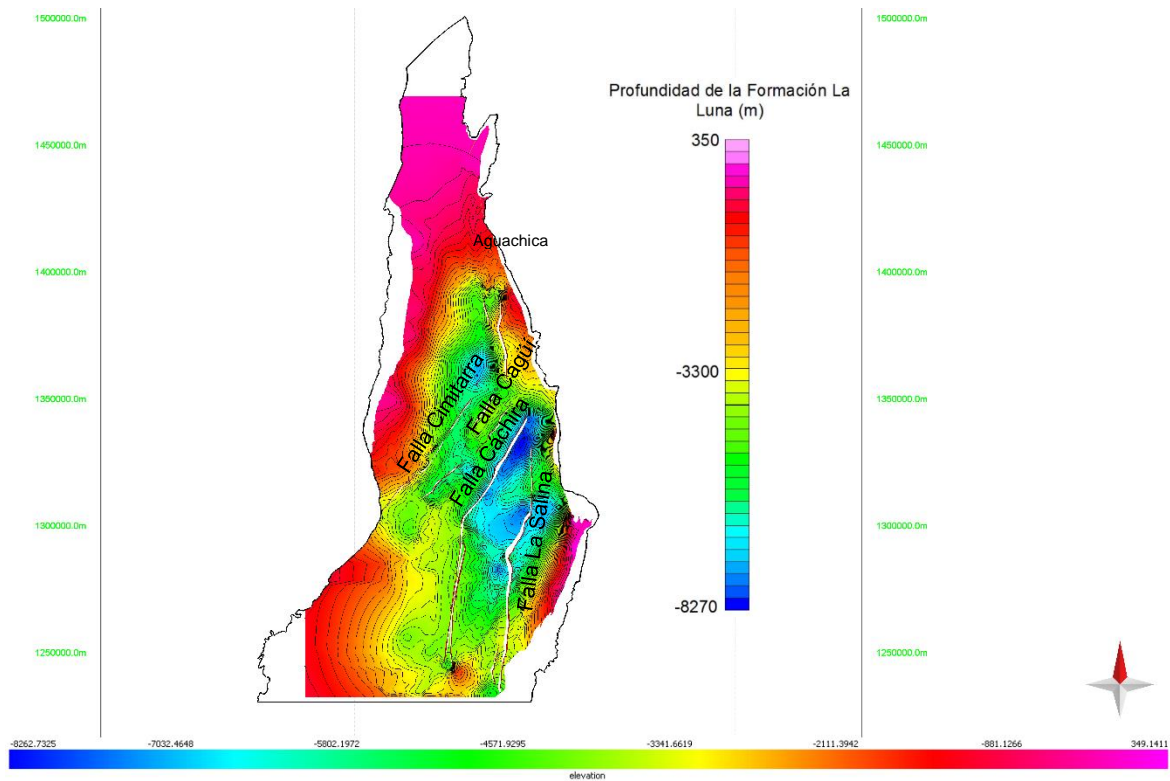 1500000.0m
1500000.0m
Profundidad de la Formación La
Luna (m)
350
1450000.0m
1450000.0m
Aguachica
1400000.0m
1400000.0m
-3300
Falla Cimitarra
Falla Cagüi
Falla Cáchira
1350000.0m
1350000.0m
Falla La Salina
1300000.0m
1300000.0m
-8270
1250000.0m
1250000.0m
-8262.7325
-7032.4648
-5802.1972
-4571.9295
-3341.6619
-2111.3942
-881.1266
349.1411
elevation